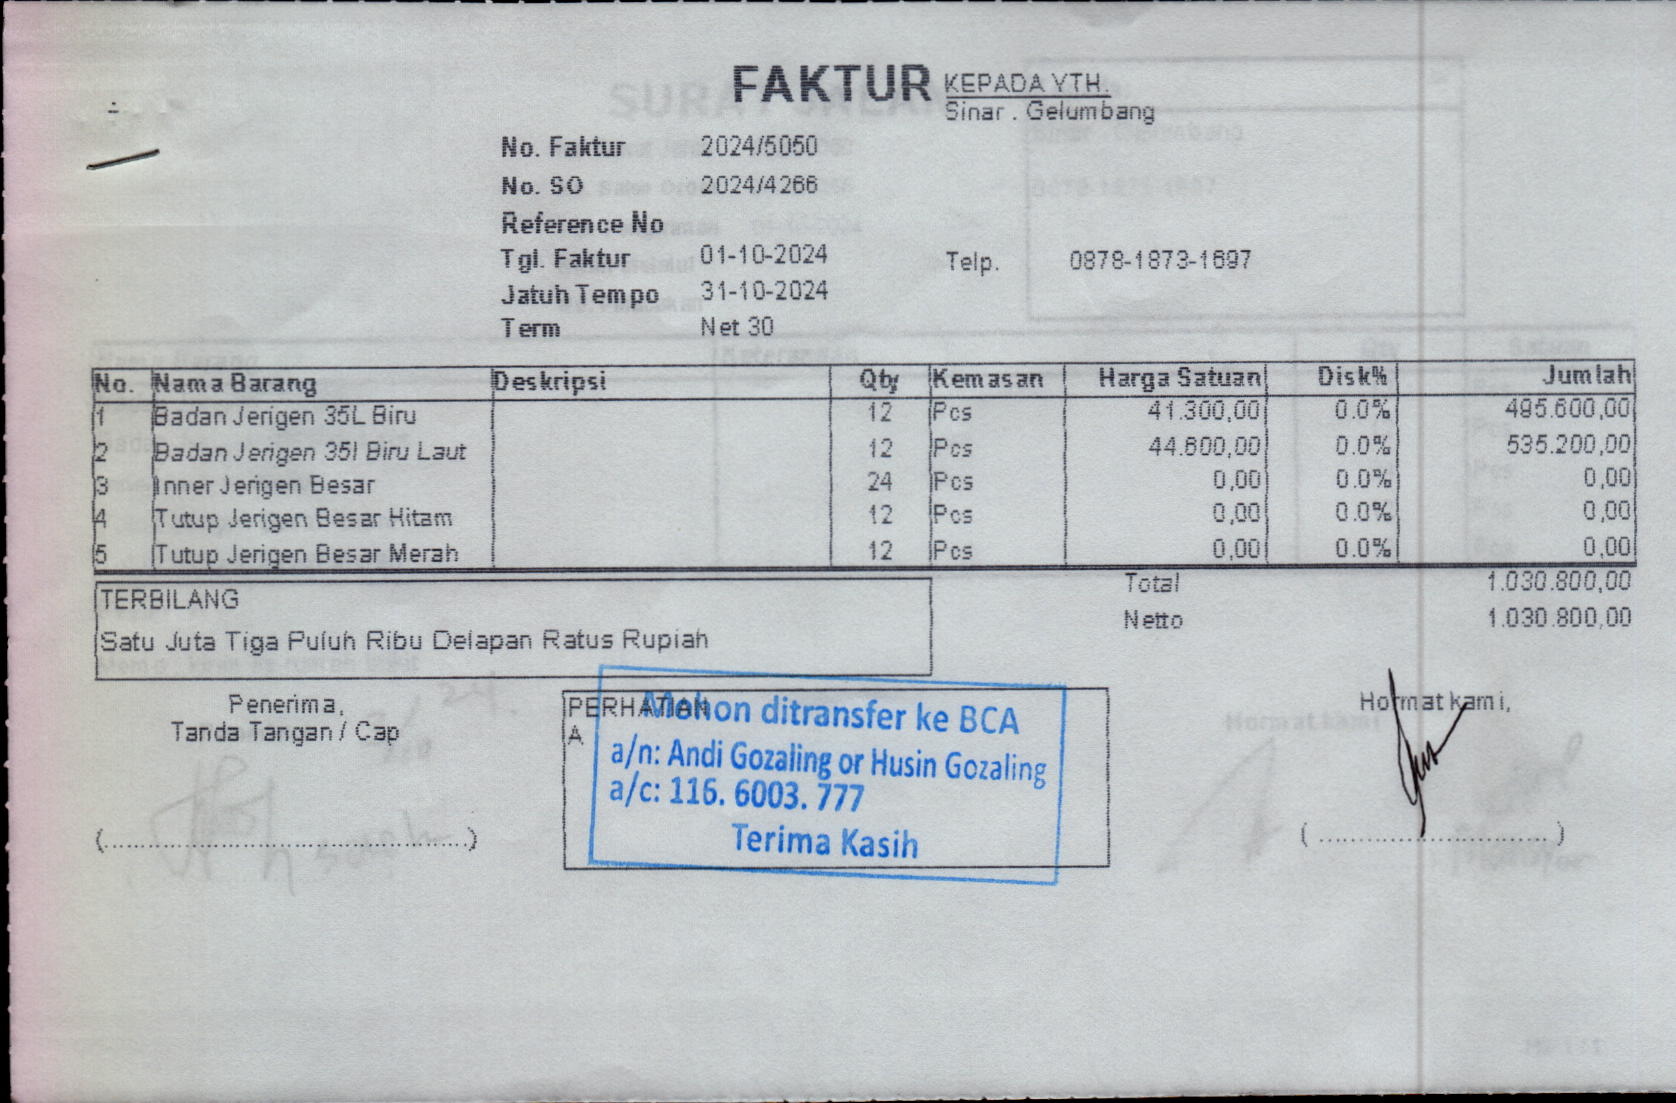 FAKTUR
KEPADA YTH.
Sinar . Gelumbang
No. Faktur 2024/5050
No. SO 2024/4266
Reference No
Tgl. Faktur 01-10-2024
Telp. 0878-1873-1697
Jatuh Tempo 31-10-2024
Term Net 30
No. Nama Barang Deskripsi Qty Kemasan Harga Satuan Disk% Jumlah
1 Badan Jerigen 35L Biru 12 Pcs 41.300,00 0.0% 495.600,00
2 Badan Jerigen 35l Biru Laut 12 Pcs 44.600,00 0.0% 535.200,00
3 Inner Jerigen Besar 24 Pcs 0,00 0.0% 0,00
4 Tutup Jerigen Besar Hitam 12 Pcs 0,00 0.0% 0,00
5 Tutup Jerigen Besar Merah 12 Pcs 0,00 0.0% 0,00
Total 1.030.800,00
Netto 1.030.800,00
TERBILANG
Satu Juta Tiga Puluh Ribu Delapan Ratus Rupiah
Penerima,
Tanda Tangan / Cap
(..........................................)
PERHATIAN
A
Mohon ditransfer ke BCA
a/n: Andi Gozaling or Husin Gozaling
a/c: 116. 6003. 777
Terima Kasih
Hormat kami,
( ............................ )